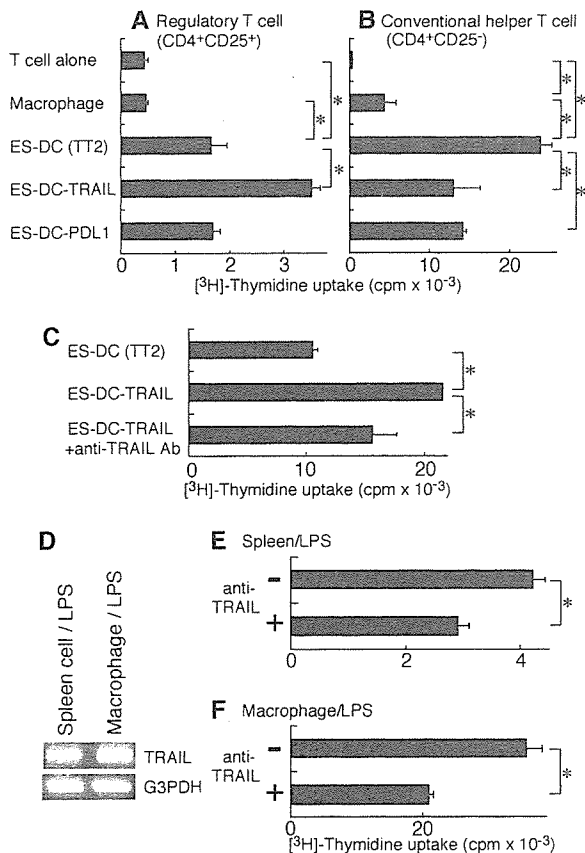 A Regulatory T cell
(CD4+CD25+)
B Conventional helper T cell
(CD4+CD25-)
T cell alone
Macrophage
ES-DC (TT2)
ES-DC-TRAIL
ES-DC-PDL1
* * *
* * * * *
0 1 2 3
0 10 20
[³H]-Thymidine uptake (cpm x 10⁻³)
C
ES-DC (TT2)
ES-DC-TRAIL
ES-DC-TRAIL
+anti-TRAIL Ab
*
*
0 10 20
[³H]-Thymidine uptake (cpm x 10⁻³)
D
Spleen cell / LPS
Macrophage / LPS
TRAIL
G3PDH
E Spleen/LPS
anti-
TRAIL
-
+
*
0 2 4
F Macrophage/LPS
anti-
TRAIL
-
+
*
0 20
[³H]-Thymidine uptake (cpm x 10⁻³)